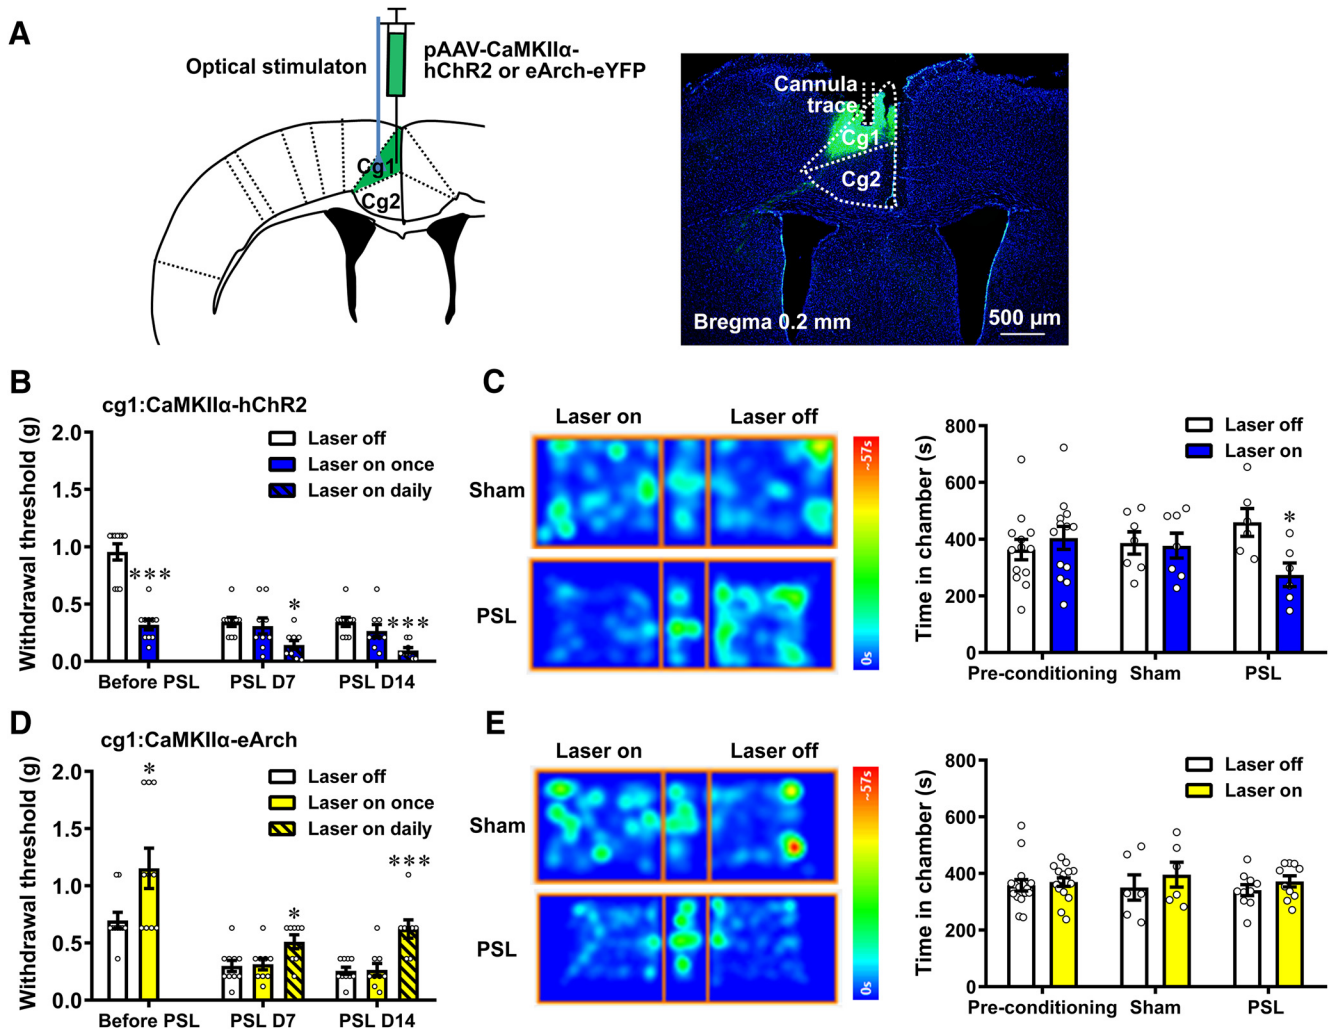 A
Optical stimulaton
pAAV-CaMKIIα-
hChR2 or eArch-eYFP
Cg1
Cg2
Cannula
trace
Cg1
Cg2
Bregma 0.2 mm
500 µm
B
cg1:CaMKIIα-hChR2
Withdrawal threshold (g)
2.0
1.5
1.0
0.5
0.0
Laser off
Laser on once
Laser on daily
***
*
***
Before PSL
PSL D7
PSL D14
C
Laser on
Laser off
Sham
PSL
~57s
0s
Time in chamber (s)
800
600
400
200
0
Laser off
Laser on
*
Pre-conditioning
Sham
PSL
D
cg1:CaMKIIα-eArch
Withdrawal threshold (g)
2.0
1.5
1.0
0.5
0.0
Laser off
Laser on once
Laser on daily
*
*
***
Before PSL
PSL D7
PSL D14
E
Laser on
Laser off
Sham
PSL
~57s
0s
Time in chamber (s)
800
600
400
200
0
Laser off
Laser on
Pre-conditioning
Sham
PSL